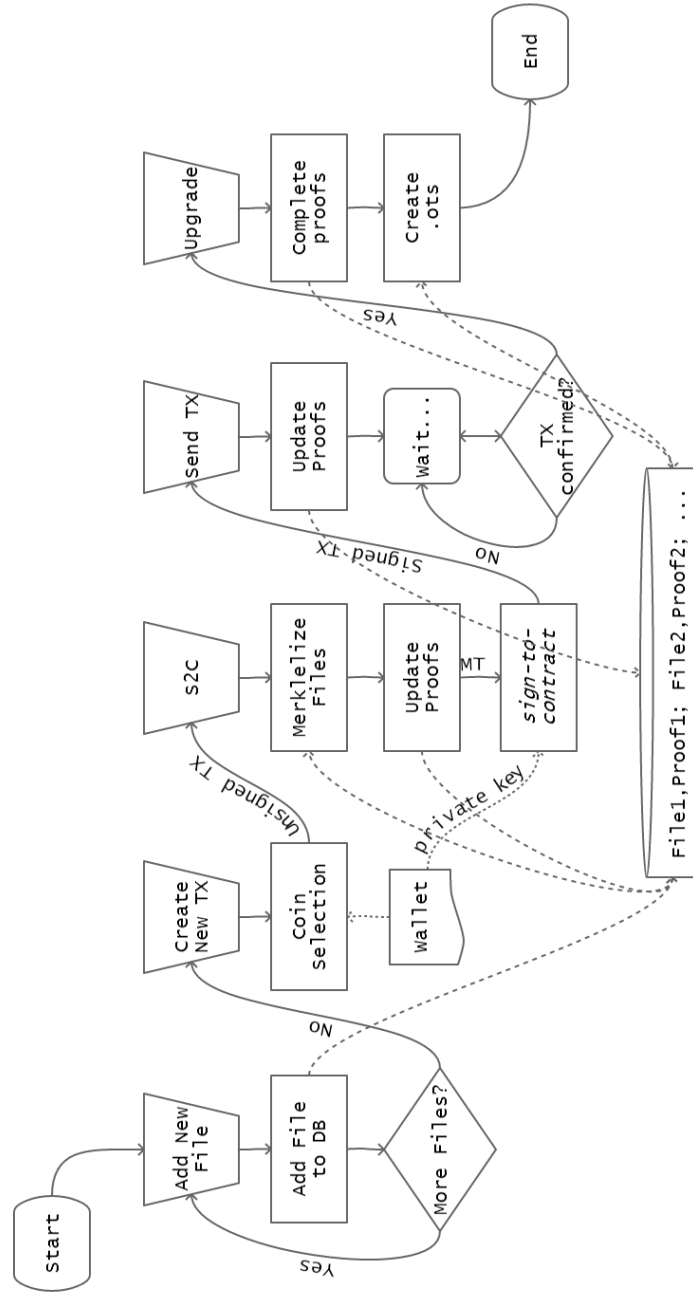 Start
Add New
File
Add File
to DB
More Files?
Yes
No
Create
New TX
Coin
Selection
Wallet
Unsigned TX
private key
S2C
Merklelize
Files
Update
Proofs
MT
sign-to-
contract
Signed TX
Send TX
Update
Proofs
Wait...
TX
confirmed?
No
Yes
Upgrade
Complete
proofs
Create
.ots
End
File1,Proof1; File2,Proof2; ...